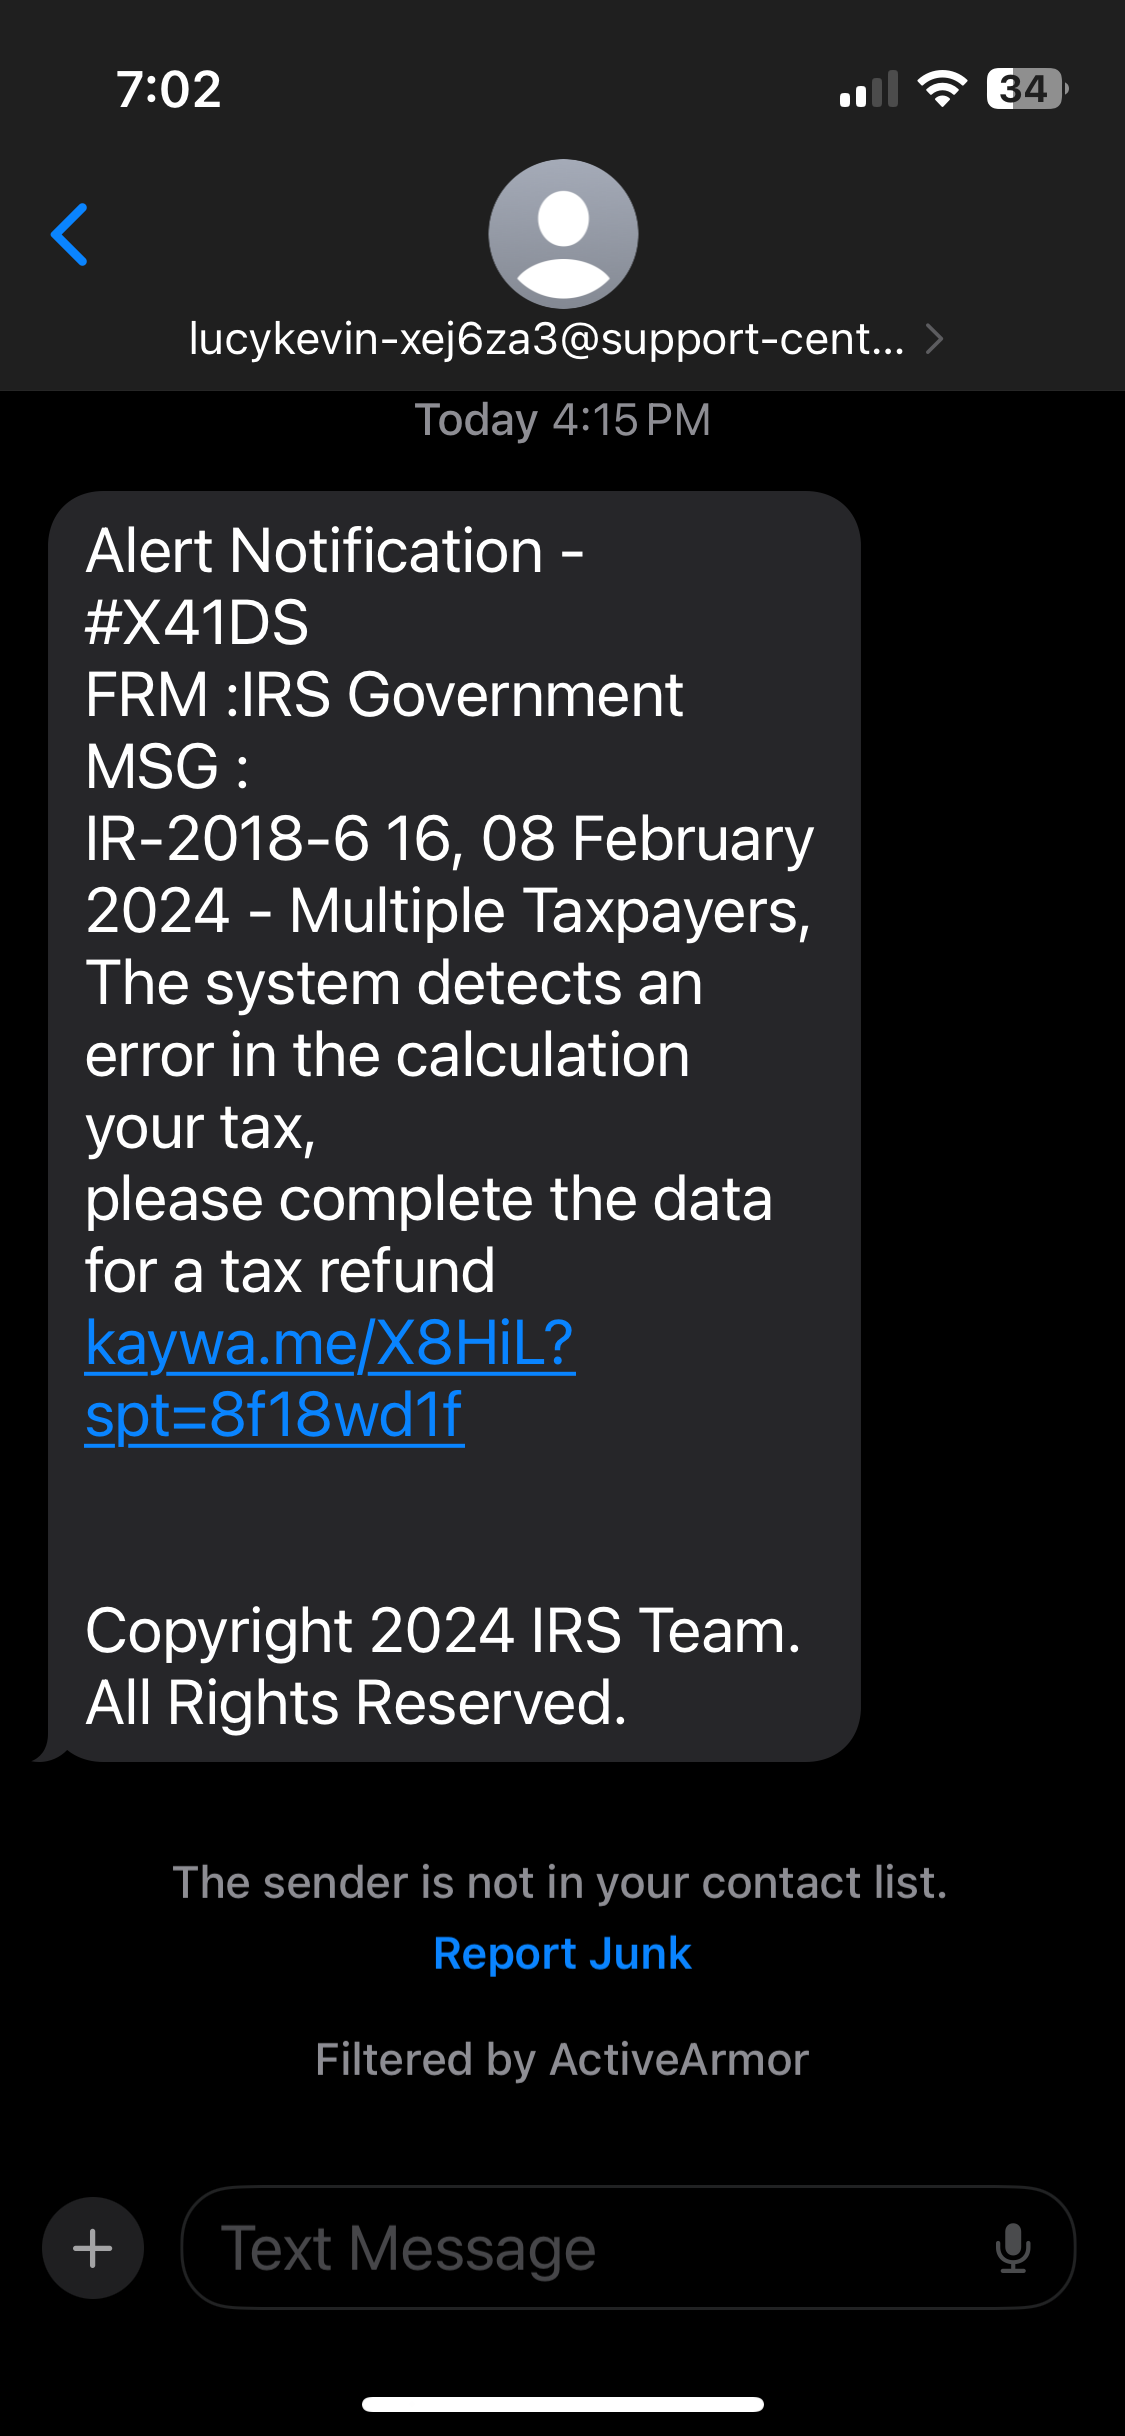 7:02
34
lucykevin-xej6za3@support-cent...
Today 4:15 PM
Alert Notification -
#X41DS
FRM :IRS Government
MSG :
IR-2018-6 16, 08 February
2024 - Multiple Taxpayers,
The system detects an
error in the calculation
your tax,
please complete the data
for a tax refund
kaywa.me/X8HiL?
spt=8f18wd1f
Copyright 2024 IRS Team.
All Rights Reserved.
The sender is not in your contact list.
Report Junk
Filtered by ActiveArmor
Text Message